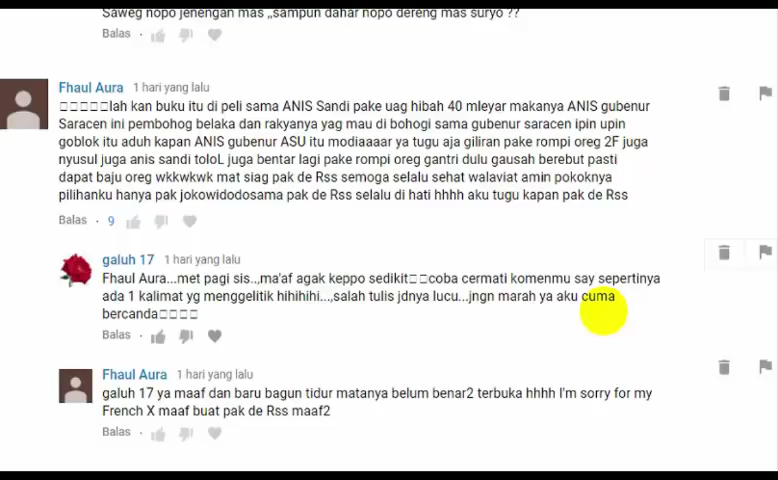 Saweg nopo jenengan mas ,,sampun dahar nopo dereng mas suryo ??
Balas
Fhaul Aura 1 hari yang lalu
lah kan buku itu di peli sama ANIS Sandi pake uag hibah 40 mleyar makanya ANIS gubenur
Saracen ini pembohog belaka dan rakyanya yag mudah di bohogi sama gubenur saracen ipin upin
goblok itu aduh kapan ANIS gubenur ASU itu modiaaaar ya tugu aja giliran pake rompi oreg 2F juga
nyusul juga anis sandi toloL juga bentar lagi pake rompi oreg gantri dulu gausah berebut pasti
dapat baju oreg wkkwkwk mat siag pak de Rss semoga selalu sehat walaviat amin pokoknya
pilihanku hanya pak jokowidodosama pak de Rss selalu di hati hhhh aku tugu kapan pak de Rss
Balas · 9
galuh 17 1 hari yang lalu
Fhaul Aura...met pagi sis..,ma'af agak keppo sedikit coba cermati komenmu say sepertinya
ada 1 kalimat yg menggelitik hihihihi...,salah tulis jdnya lucu...jngn marah ya aku cuma
bercanda
Balas ·
Fhaul Aura 1 hari yang lalu
galuh 17 ya maaf dan baru bagun tidur matanya belum benar2 terbuka hhhh I'm sorry for my
French X maaf buat pak de Rss maaf2
Balas ·